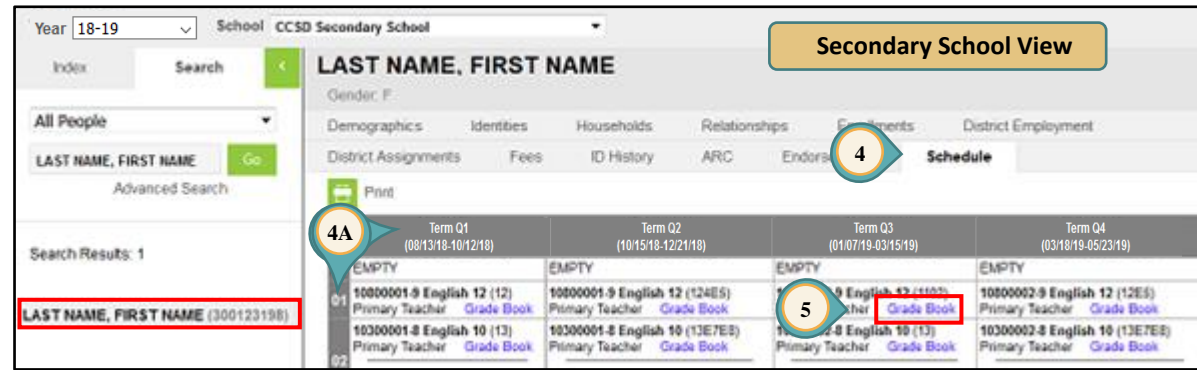 Year 18-19 School CCSD Secondary School
Secondary School View
Index Search
LAST NAME, FIRST NAME
Gender: F
All People
Demographics Identities Households Relationships Enrollments District Employment
LAST NAME, FIRST NAME Go
District Assignments Fees ID History ARC 4 Schedule
Advanced Search
Print
4A
Term Q1 Term Q2 Term Q3 Term Q4
(08/13/18-10/12/18) (10/15/18-12/21/18) (01/07/19-03/15/19) (03/18/19-05/23/19)
Search Results: 1
EMPTY EMPTY EMPTY EMPTY
01 10800001-9 English 12 (12) 10800001-9 English 12 (124E5) 9 English 12 10800002-9 English 12 (12E5)
LAST NAME, FIRST NAME (300123198)
Primary Teacher Grade Book Primary Teacher Grade Book 5 Grade Book Primary Teacher Grade Book
10300001-8 English 10 (13) 10300001-8 English 10 (13E7E8) 8 English 10 (13) 10300002-8 English 10 (13E7E8)
Primary Teacher Grade Book Primary Teacher Grade Book Primary Teacher Grade Book Primary Teacher Grade Book
02